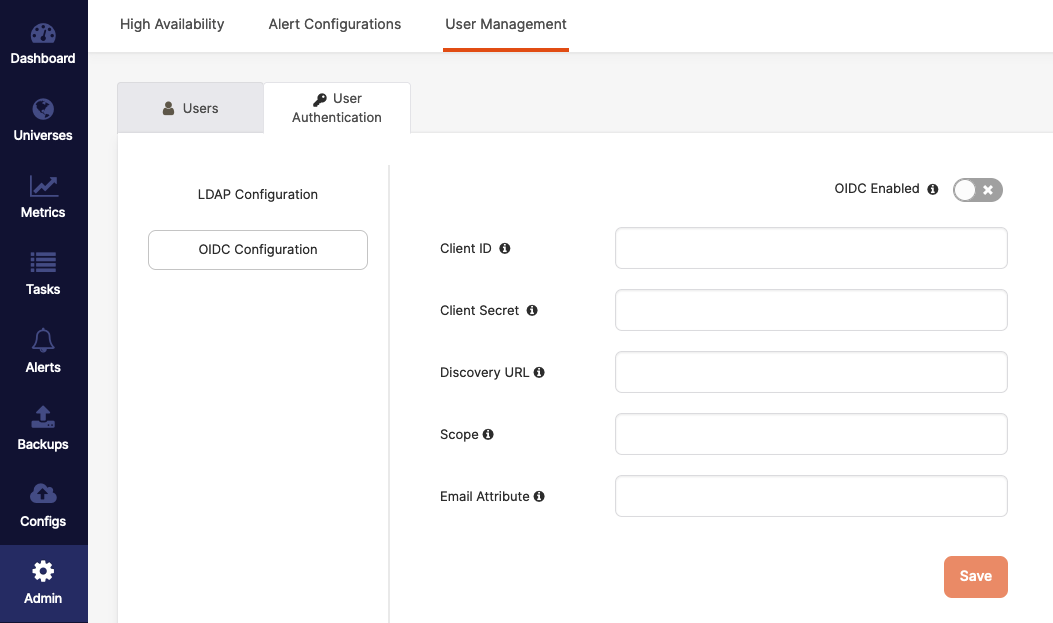 Dashboard
Universes
Metrics
Tasks
Alerts
Backups
Configs
Admin
High Availability
Alert Configurations
User Management
Users
User
Authentication
LDAP Configuration
OIDC Configuration
OIDC Enabled
Client ID
Client Secret
Discovery URL
Scope
Email Attribute
Save